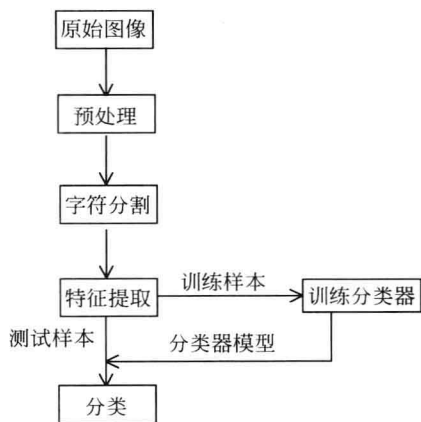 原始图像
预处理
字符分割
训练样本
特征提取
训练分类器
测试样本
分类器模型
分类